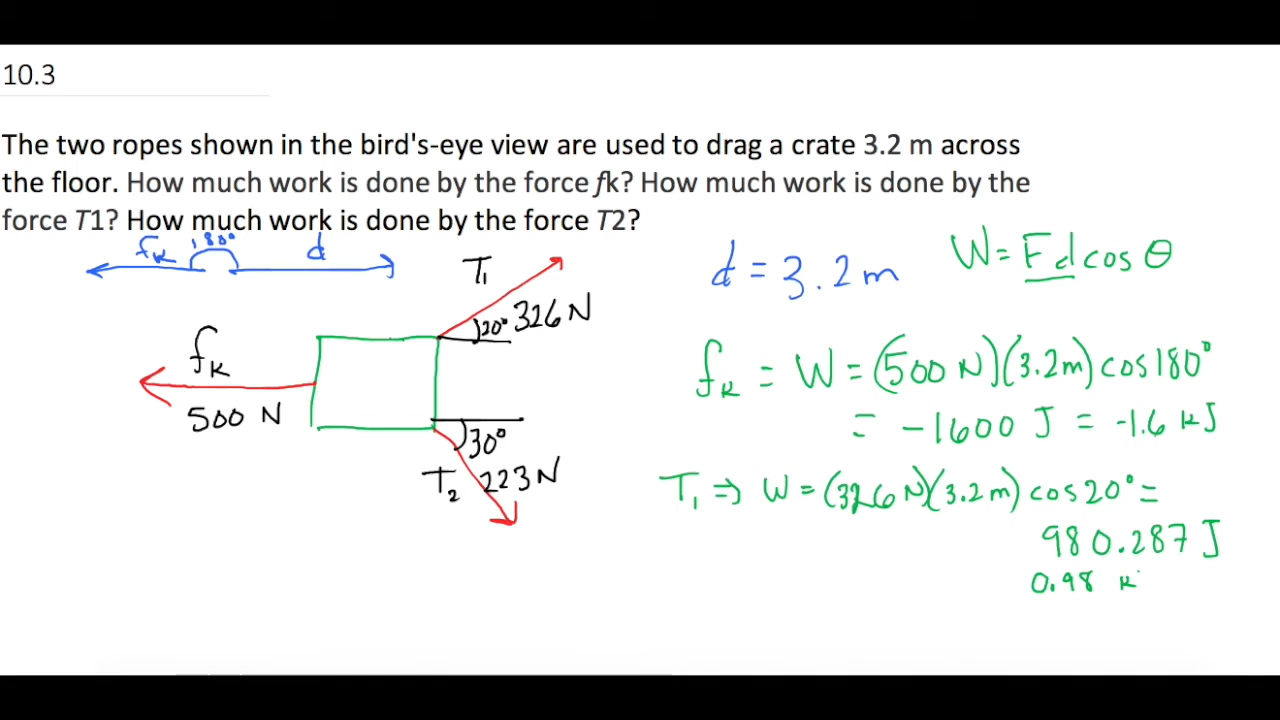 10.3
The two ropes shown in the bird's-eye view are used to drag a crate 3.2 m across
the floor. How much work is done by the force fk? How much work is done by the
force T1? How much work is done by the force T2?
fk 180° d
T1
20° 326 N
fk
500 N
30°
T2 223 N
d = 3.2 m
W = Fd cos θ
fk = W = (500 N)(3.2m) cos 180°
= -1600 J = -1.6 kJ
T1 ⇒ W = (326 N)(3.2 m) cos 20° =
980.287 J
0.98 k